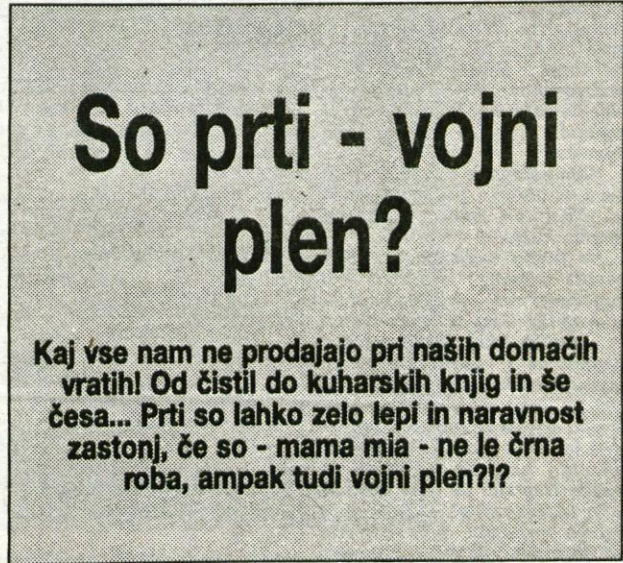 So prti - vojni
plen?
Kaj vse nam ne prodajajo pri naših domačih
vratih! Od čistil do kuharskih knjig in še
česa... Prti so lahko zelo lepi in naravnost
zastonj, če so - mama mia - ne le črna
roba, ampak tudi vojni plen?!?